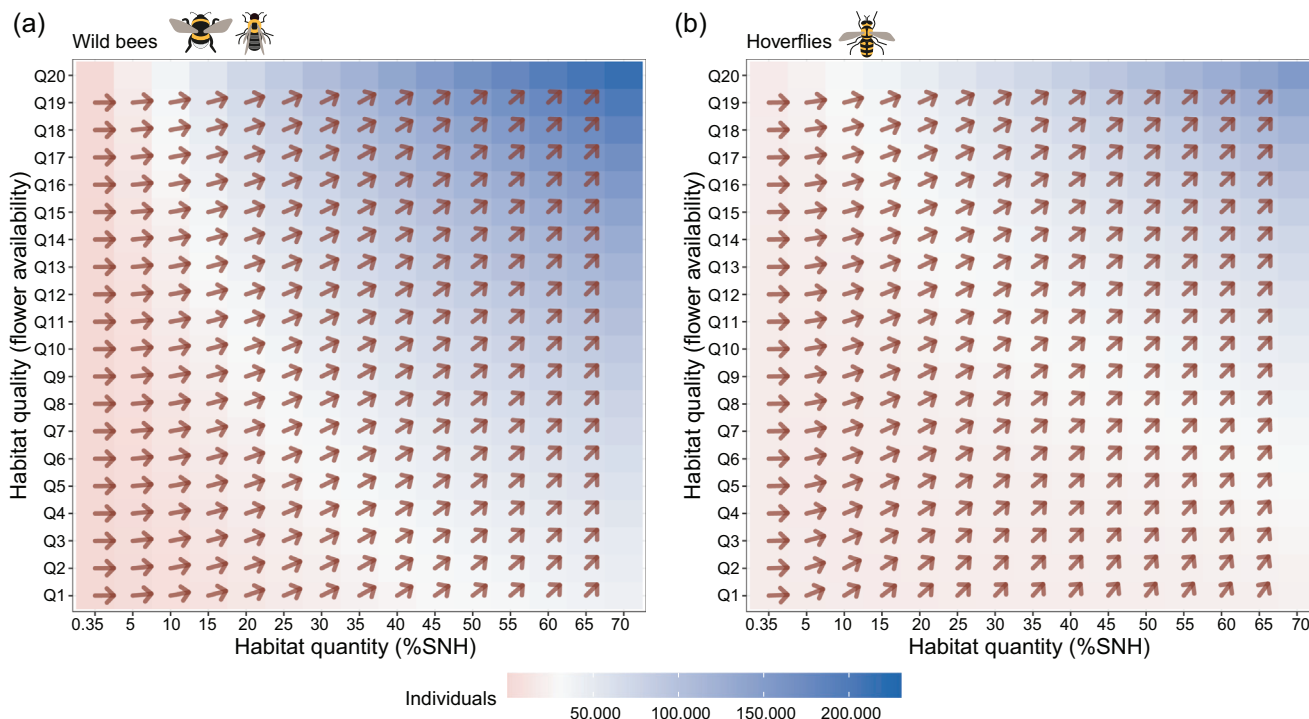 (a)
Wild bees
Habitat quality (flower availability)
Q20
Q19
Q18
Q17
Q16
Q15
Q14
Q13
Q12
Q11
Q10
Q9
Q8
Q7
Q6
Q5
Q4
Q3
Q2
Q1
0.35 5 10 15 20 25 30 35 40 45 50 55 60 65 70
Habitat quantity (%SNH)
(b)
Hoverflies
Habitat quality (flower availability)
Q20
Q19
Q18
Q17
Q16
Q15
Q14
Q13
Q12
Q11
Q10
Q9
Q8
Q7
Q6
Q5
Q4
Q3
Q2
Q1
0.35 5 10 15 20 25 30 35 40 45 50 55 60 65 70
Habitat quantity (%SNH)
Individuals
50.000 100.000 150.000 200.000